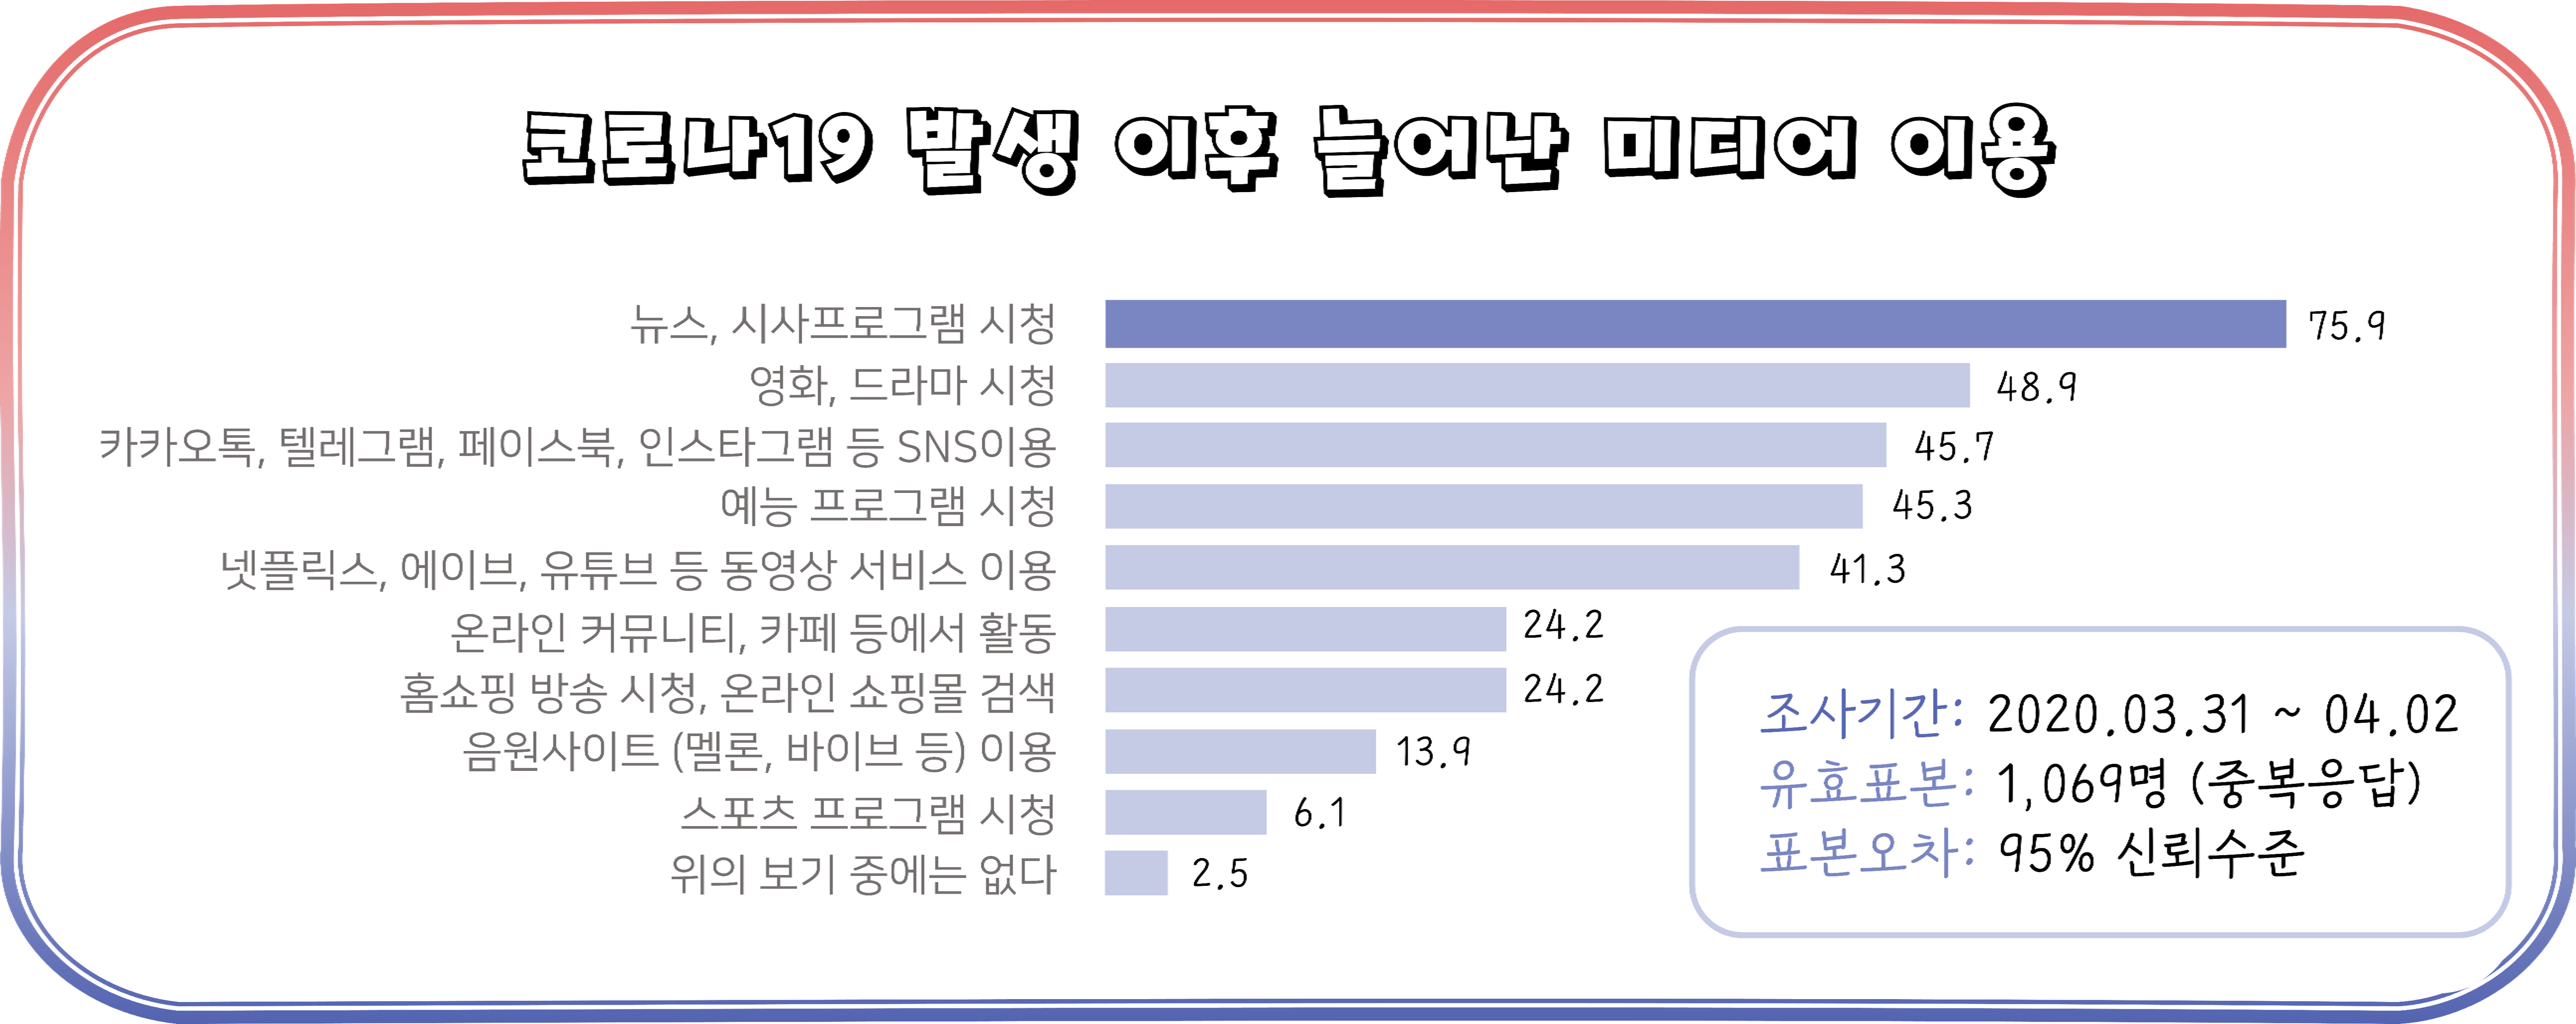 코로나19 발생 이후 늘어난 미디어 이용
뉴스, 시사프로그램 시청 75.9
영화, 드라마 시청 48.9
카카오톡, 텔레그램, 페이스북, 인스타그램 등 SNS이용 45.7
예능 프로그램 시청 45.3
넷플릭스, 에이브, 유튜브 등 동영상 서비스 이용 41.3
온라인 커뮤니티, 카페 등에서 활동 24.2
홈쇼핑 방송 시청, 온라인 쇼핑몰 검색 24.2
음원사이트 (멜론, 바이브 등) 이용 13.9
스포츠 프로그램 시청 6.1
위의 보기 중에는 없다 2.5
조사기간: 2020.03.31 ~ 04.02
유효표본: 1,069명 (중복응답)
표본오차: 95% 신뢰수준